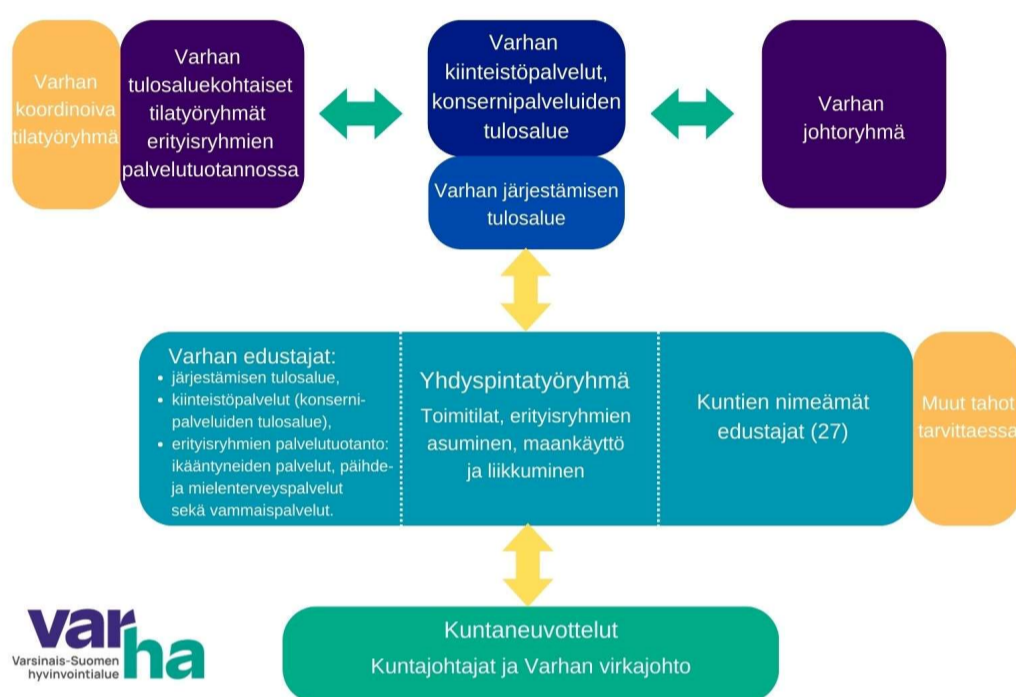 Varhan
koordinoiva
tilatyöryhmä
Varhan
tulosaluekohtaiset
tilatyöryhmät
erityisryhmien
palvelutuotannossa
Varhan
kiinteistöpalvelut,
konsernipalveluiden
tulosalue
Varhan järjestämisen
tulosalue
Varhan
johtoryhmä
Varhan edustajat:
• järjestämisen tulosalue,
• kiinteistöpalvelut (konserni-
palveluiden tulosalue),
• erityisryhmien palvelutuotanto:
ikääntyneiden palvelut, päihde-
ja mielenterveyspalvelut
sekä vammaispalvelut.
Yhdyspintatyöryhmä
Toimitilat, erityisryhmien
asuminen, maankäyttö
ja liikkuminen
Kuntien nimeämät
edustajat (27)
Muut tahot
tarvittaessa
Kuntaneuvottelut
Kuntajohtajat ja Varhan virkajohto
varha
Varsinais-Suomen
hyvinvointialue